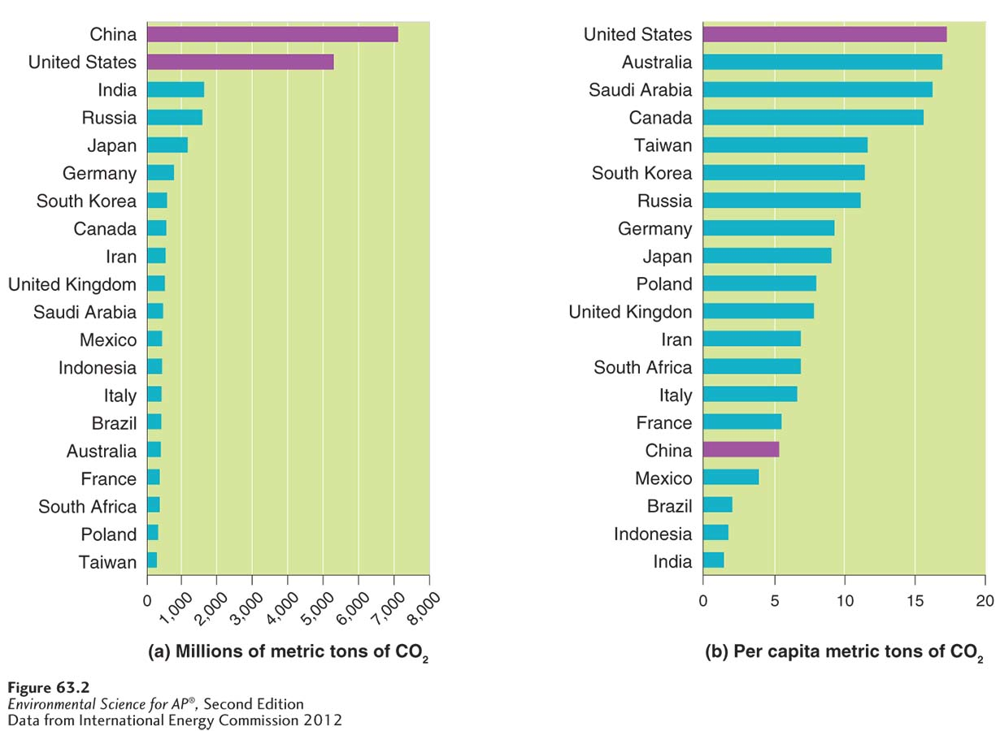 China
United States
India
Russia
Japan
Germany
South Korea
Canada
Iran
United Kingdom
Saudi Arabia
Mexico
Indonesia
Italy
Brazil
Australia
France
South Africa
Poland
Taiwan
0
1,000
2,000
3,000
4,000
5,000
6,000
7,000
8,000
(a) Millions of metric tons of CO₂
United States
Australia
Saudi Arabia
Canada
Taiwan
South Korea
Russia
Germany
Japan
Poland
United Kingdon
Iran
South Africa
Italy
France
China
Mexico
Brazil
Indonesia
India
0
5
10
15
20
(b) Per capita metric tons of CO₂
Figure 63.2
Environmental Science for AP®, Second Edition
Data from International Energy Commission 2012